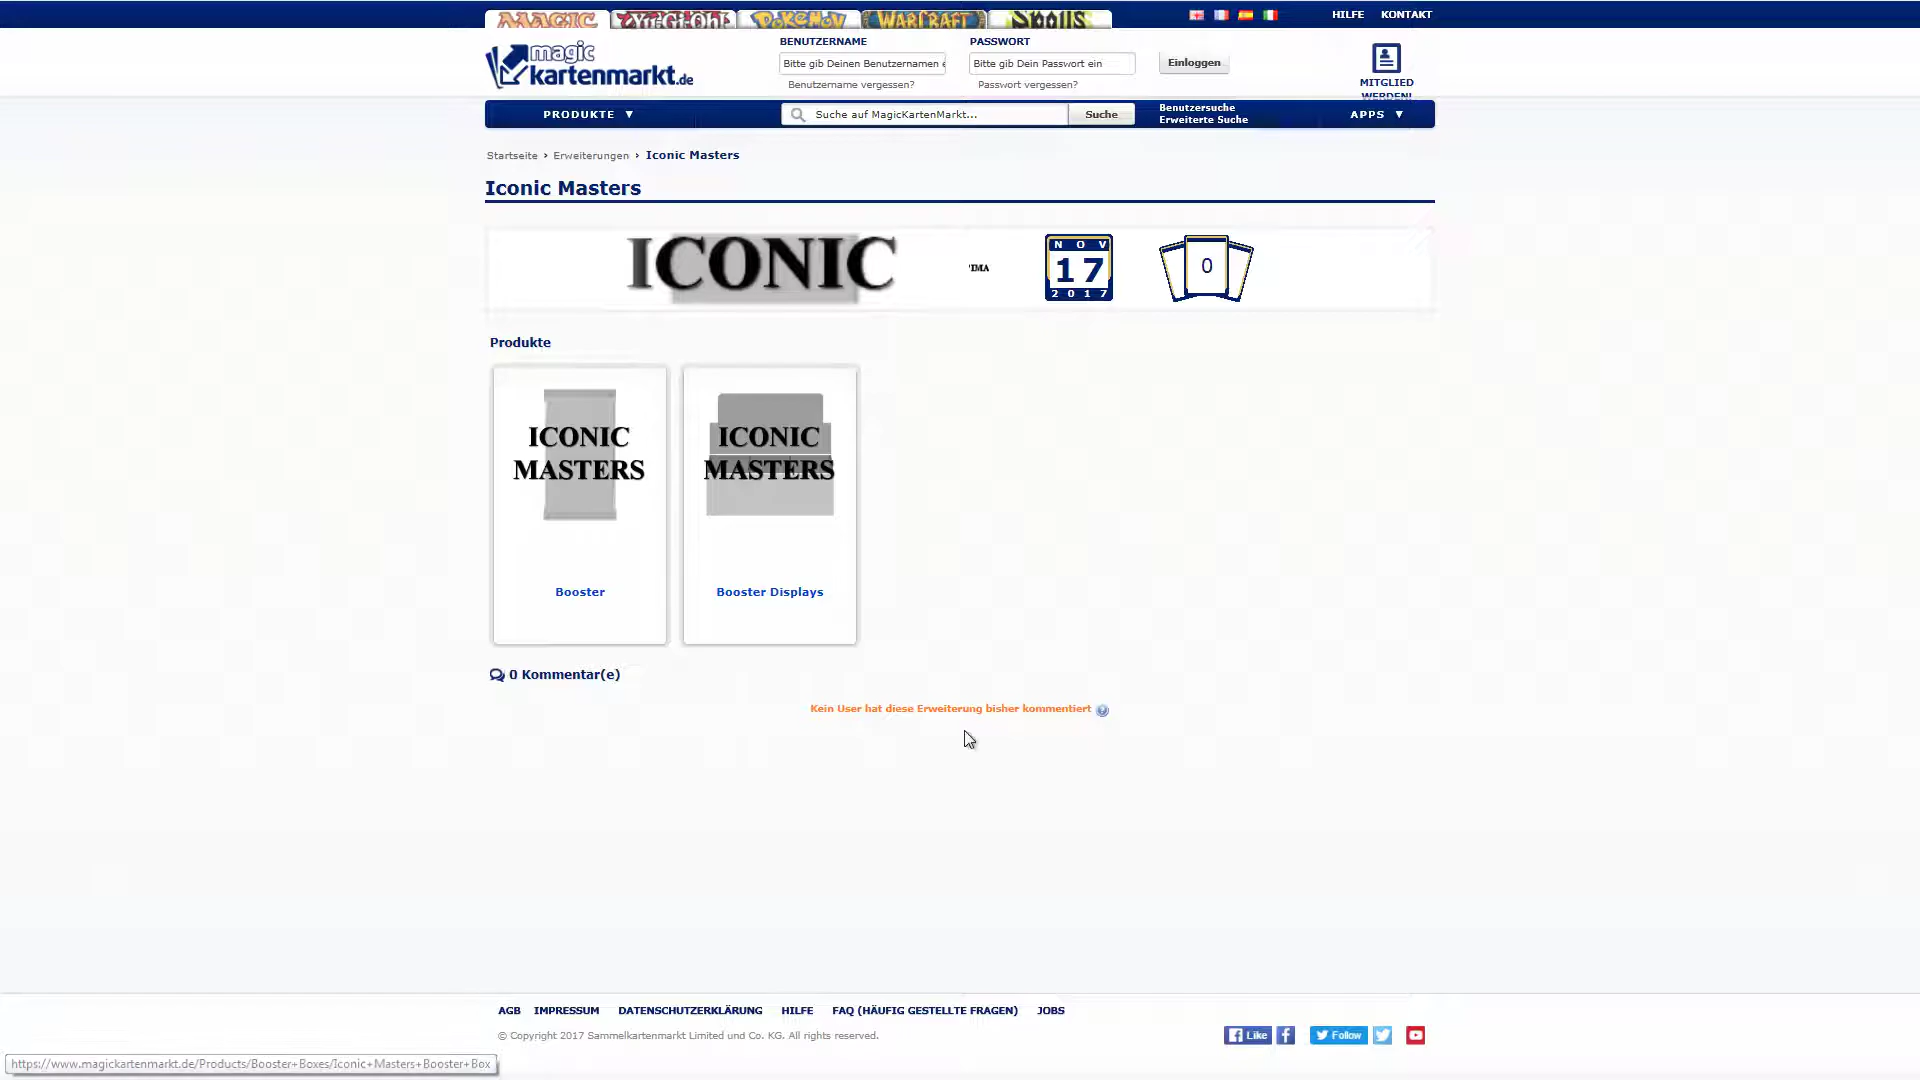 MAGIC Yu-Gi-Oh! Pokémon WARCRAFT Spoils
HILFE KONTAKT
magic
kartenmarkt.de
BENUTZERNAME
Bitte gib Deinen Benutzernamen e
Benutzername vergessen?
PASSWORT
Bitte gib Dein Passwort ein
Passwort vergessen?
Einloggen
MITGLIED
WERDEN!
PRODUKTE ▼
Suche auf MagicKartenMarkt...
Suche
Benutzersuche
Erweiterte Suche
APPS ▼
Startseite › Erweiterungen › Iconic Masters
Iconic Masters
ICONIC
'IMA
NOV
17
2017
0
Produkte
ICONIC
MASTERS
Booster
ICONIC
MASTERS
Booster Displays
0 Kommentar(e)
Kein User hat diese Erweiterung bisher kommentiert
AGB IMPRESSUM DATENSCHUTZERKLÄRUNG HILFE FAQ (HÄUFIG GESTELLTE FRAGEN) JOBS
© Copyright 2017 Sammelkartenmarkt Limited und Co. KG. All rights reserved.
Like
Follow
https://www.magickartenmarkt.de/Products/Booster+Boxes/Iconic+Masters+Booster+Box